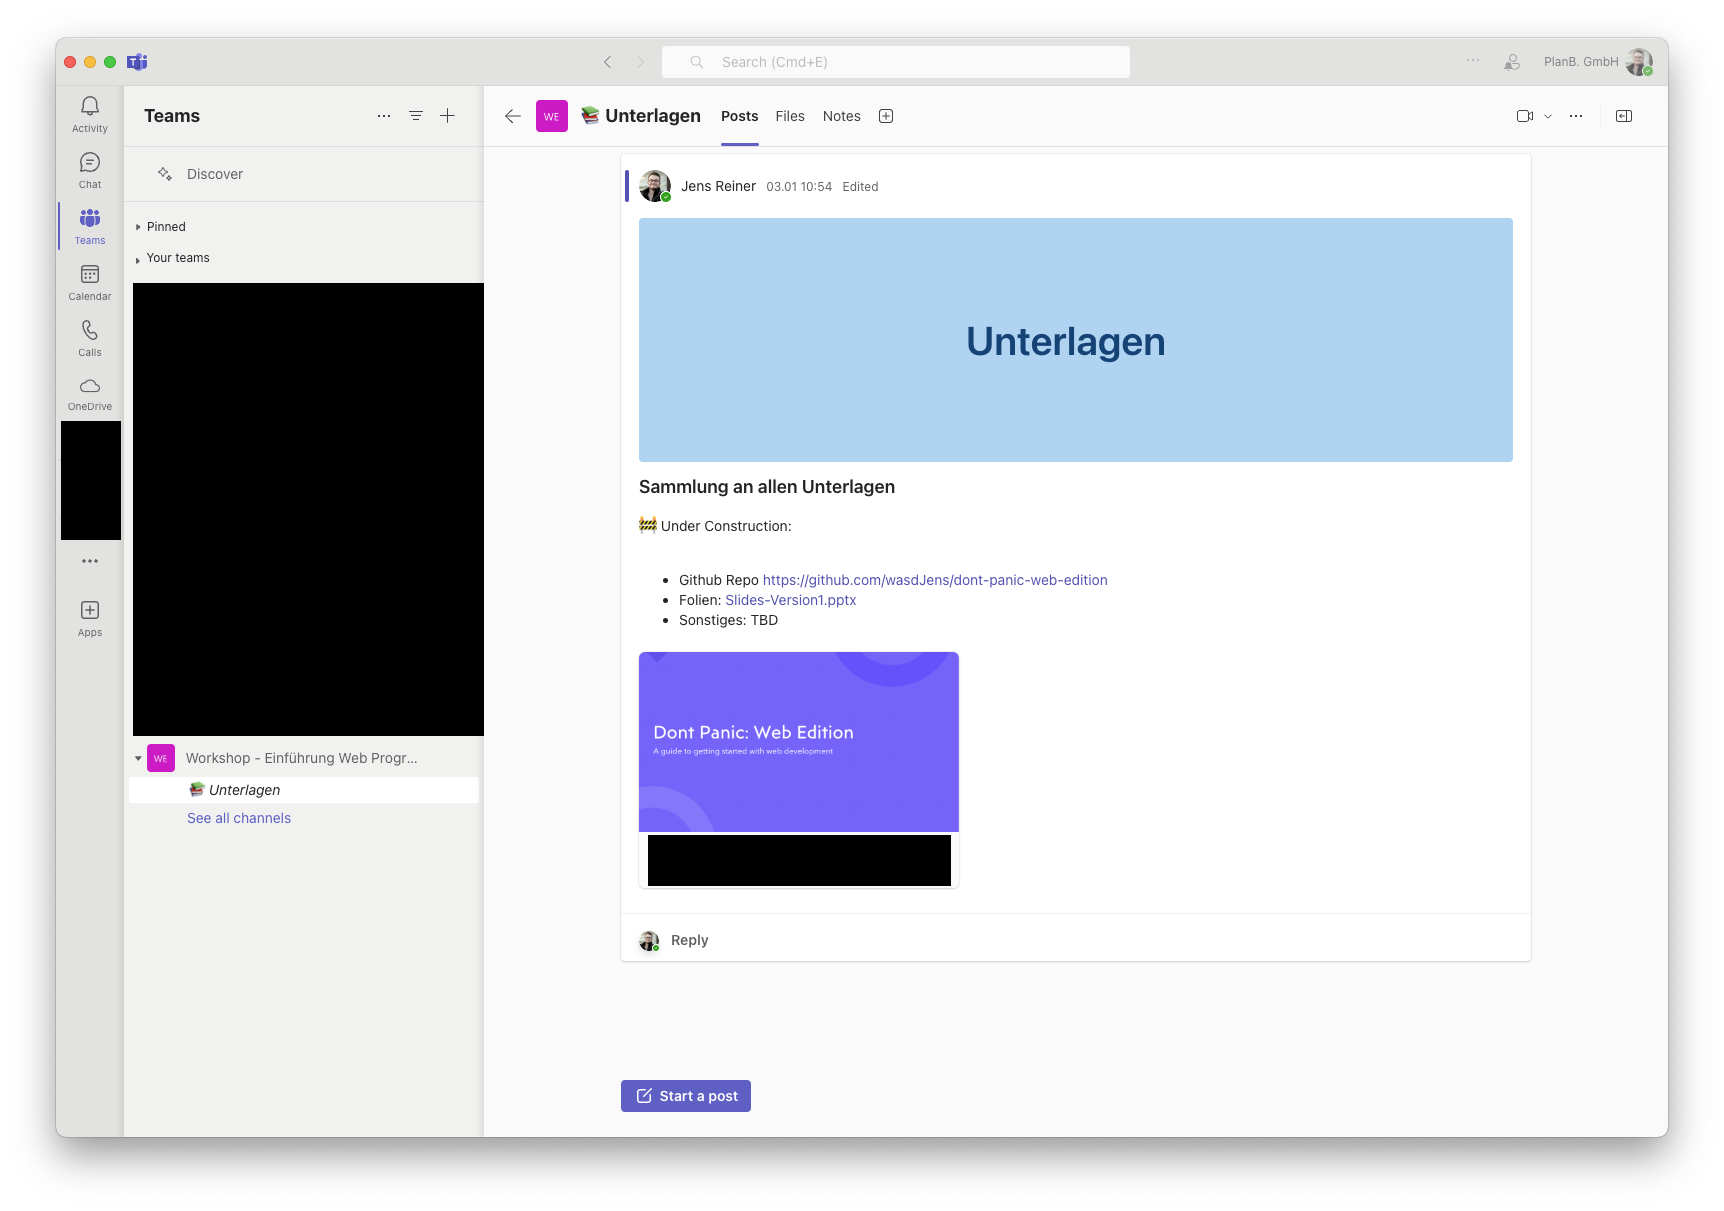 Search (Cmd+E)
PlanB. GmbH
Activity
Chat
Teams
Calendar
Calls
OneDrive
Apps
Teams
Discover
Pinned
Your teams
WE
Workshop - Einführung Web Progr...
📚 Unterlagen
See all channels
WE
📚 Unterlagen
Posts
Files
Notes
Jens Reiner 03.01 10:54 Edited
Unterlagen
Sammlung an allen Unterlagen
🚧 Under Construction:
• Github Repo https://github.com/wasdJens/dont-panic-web-edition
• Folien: Slides-Version1.pptx
• Sonstiges: TBD
Dont Panic: Web Edition
A guide to getting started with web development
Reply
Start a post